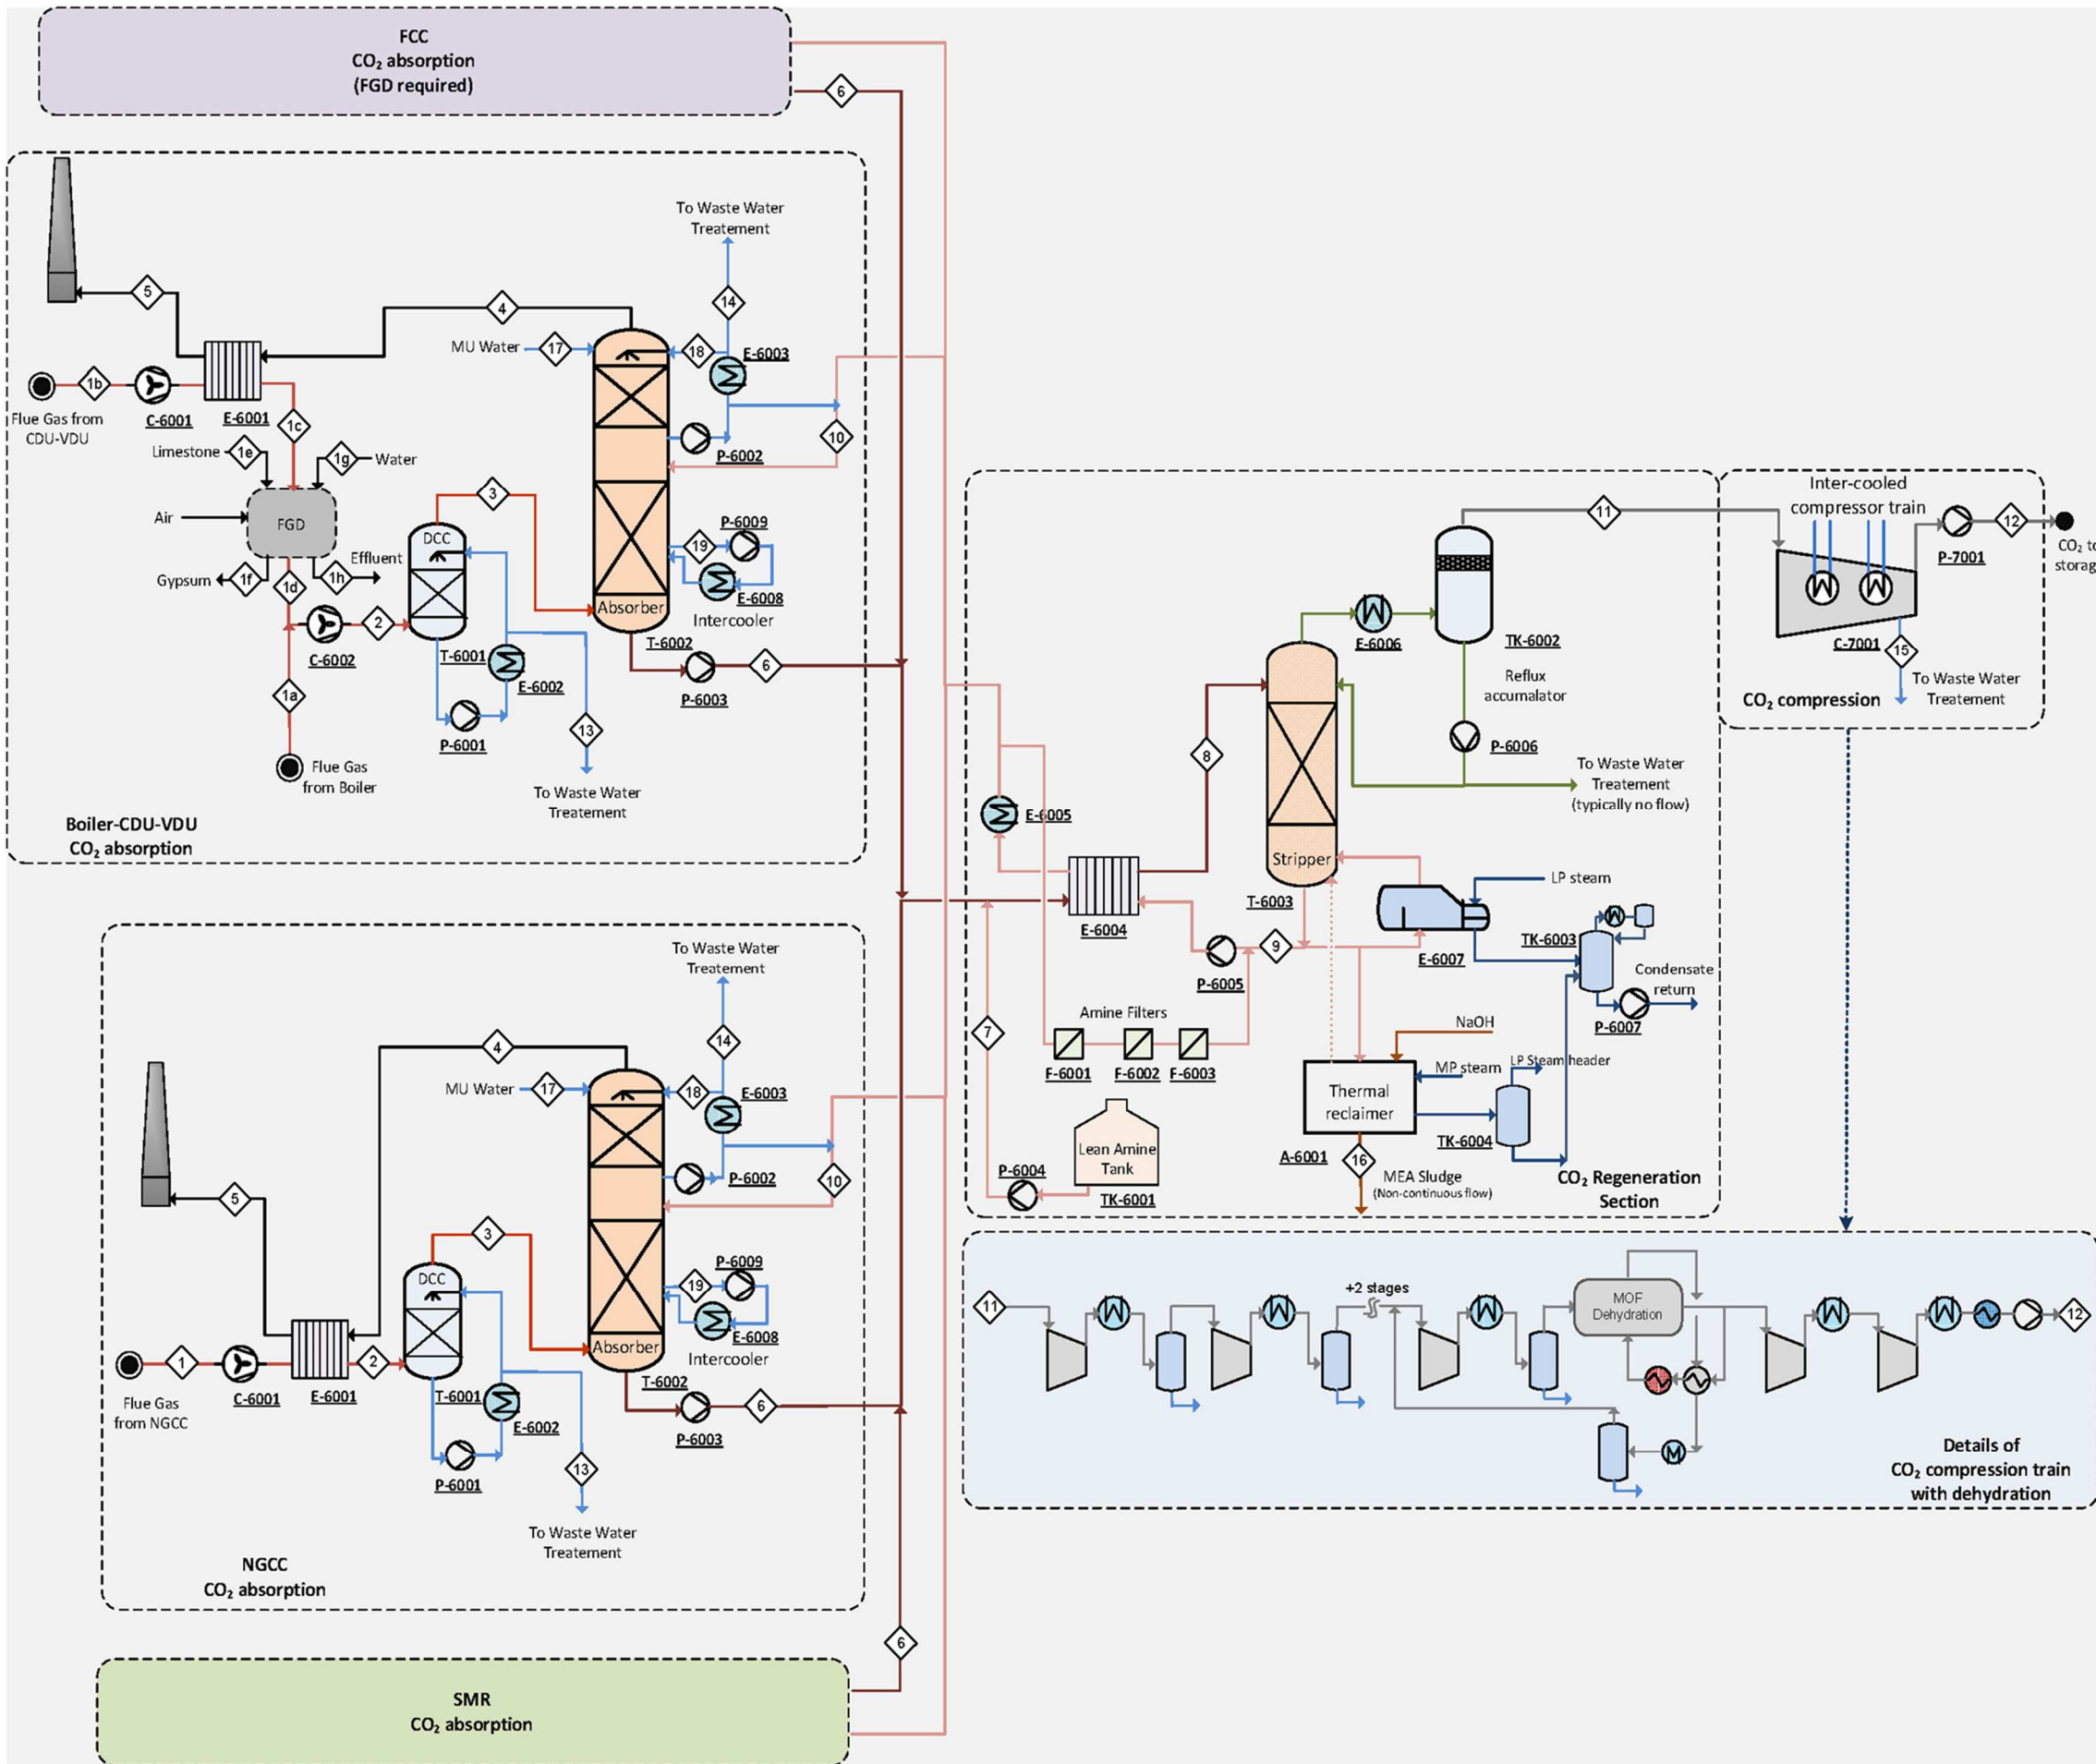 FCC
CO₂ absorption
(FGD required)
6
To Waste Water
Treatement
14
5
4
MU Water
17
18
E-6003
1b
Flue Gas from
CDU-VDU
C-6001
E-6001
1c
10
P-6002
Limestone
1e
1g
Water
3
Air
FGD
DCC
P-6009
19
E-6008
Intercooler
Effluent
Gypsum
1f
1d
1h
Absorber
C-6002
2
T-6001
E-6002
T-6002
6
P-6003
1a
P-6001
13
Flue Gas
from Boiler
To Waste Water
Treatement
Boiler-CDU-VDU
CO₂ absorption
To Waste Water
Treatement
14
4
MU Water
17
18
E-6003
P-6002
10
5
3
DCC
P-6009
19
E-6008
Intercooler
Absorber
1
2
Flue Gas
from NGCC
C-6001
E-6001
T-6001
E-6002
T-6002
6
P-6003
P-6001
13
To Waste Water
Treatement
NGCC
CO₂ absorption
6
SMR
CO₂ absorption
11
E-6006
TK-6002
Reflux
accumalator
8
P-6006
To Waste Water
Treatement
(typically no flow)
E-6005
Stripper
T-6003
LP steam
E-6004
9
P-6005
E-6007
TK-6003
Condensate
return
P-6007
7
Amine Filters
F-6001
F-6002
F-6003
NaOH
MP steam
LP Steam header
Thermal
reclaimer
TK-6004
A-6001
16
MEA Sludge
(Non-continuous flow)
Lean Amine
Tank
P-6004
TK-6001
CO₂ Regeneration
Section
Inter-cooled
compressor train
12
P-7001
CO₂ to
storag
C-7001
15
To Waste Water
Treatement
CO₂ compression
11
+2 stages
MOF
Dehydration
12
Details of
CO₂ compression train
with dehydration